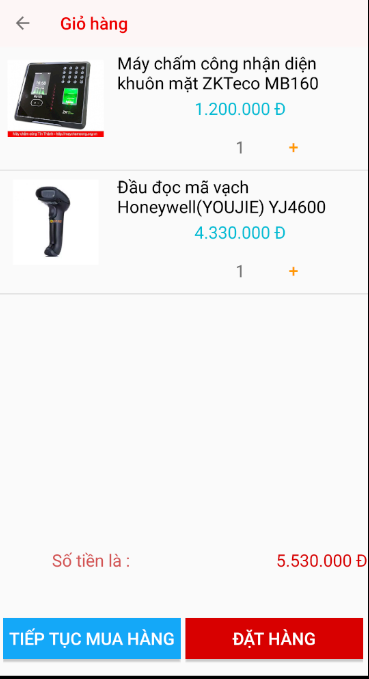 Giỏ hàng
Máy chấm công nhận diện
khuôn mặt ZKTeco MB160
1.200.000 Đ
1
+
Đầu đọc mã vạch
Honeywell(YOUJIE) YJ4600
4.330.000 Đ
1
+
Số tiền là :
5.530.000 Đ
TIẾP TỤC MUA HÀNG
ĐẶT HÀNG